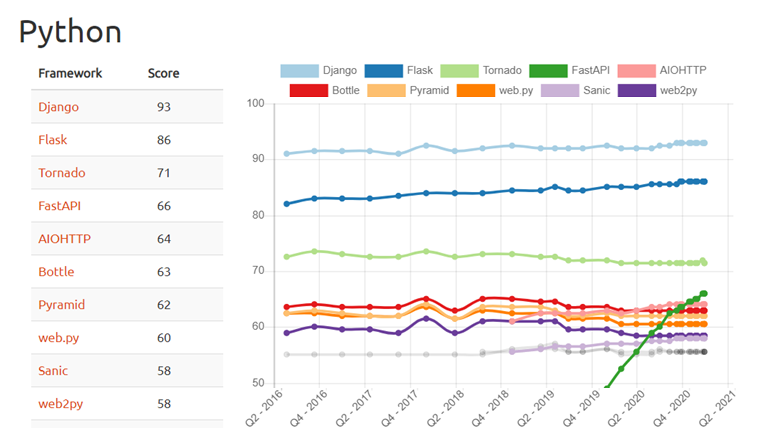 Python
Framework Score
Django 93
Flask 86
Tornado 71
FastAPI 66
AIOHTTP 64
Bottle 63
Pyramid 62
web.py 60
Sanic 58
web2py 58
Django Flask Tornado FastAPI AIOHTTP
Bottle Pyramid web.py Sanic web2py
100
90
80
70
60
50
Q2 - 2016 Q4 - 2016 Q2 - 2017 Q4 - 2017 Q2 - 2018 Q4 - 2018 Q2 - 2019 Q4 - 2019 Q2 - 2020 Q4 - 2020 Q2 - 2021